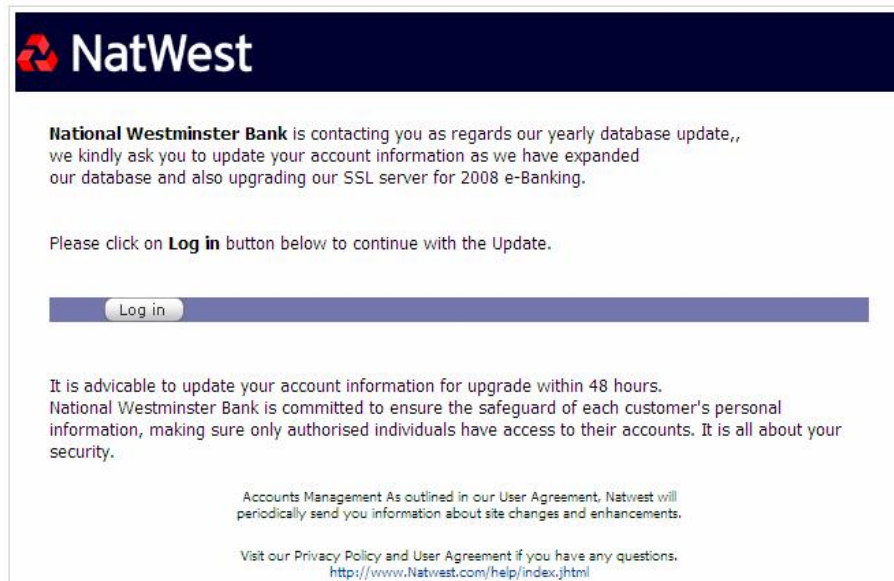 NatWest
National Westminster Bank is contacting you as regards our yearly database update,,
we kindly ask you to update your account information as we have expanded
our database and also upgrading our SSL server for 2008 e-Banking.
Please click on Log in button below to continue with the Update.
Log in
It is advicable to update your account information for upgrade within 48 hours.
National Westminster Bank is committed to ensure the safeguard of each customer's personal
information, making sure only authorised individuals have access to their accounts. It is all about your
security.
Accounts Management As outlined in our User Agreement, Natwest will
periodically send you information about site changes and enhancements.
Visit our Privacy Policy and User Agreement if you have any questions.
http://www.Natwest.com/help/index.jhtml